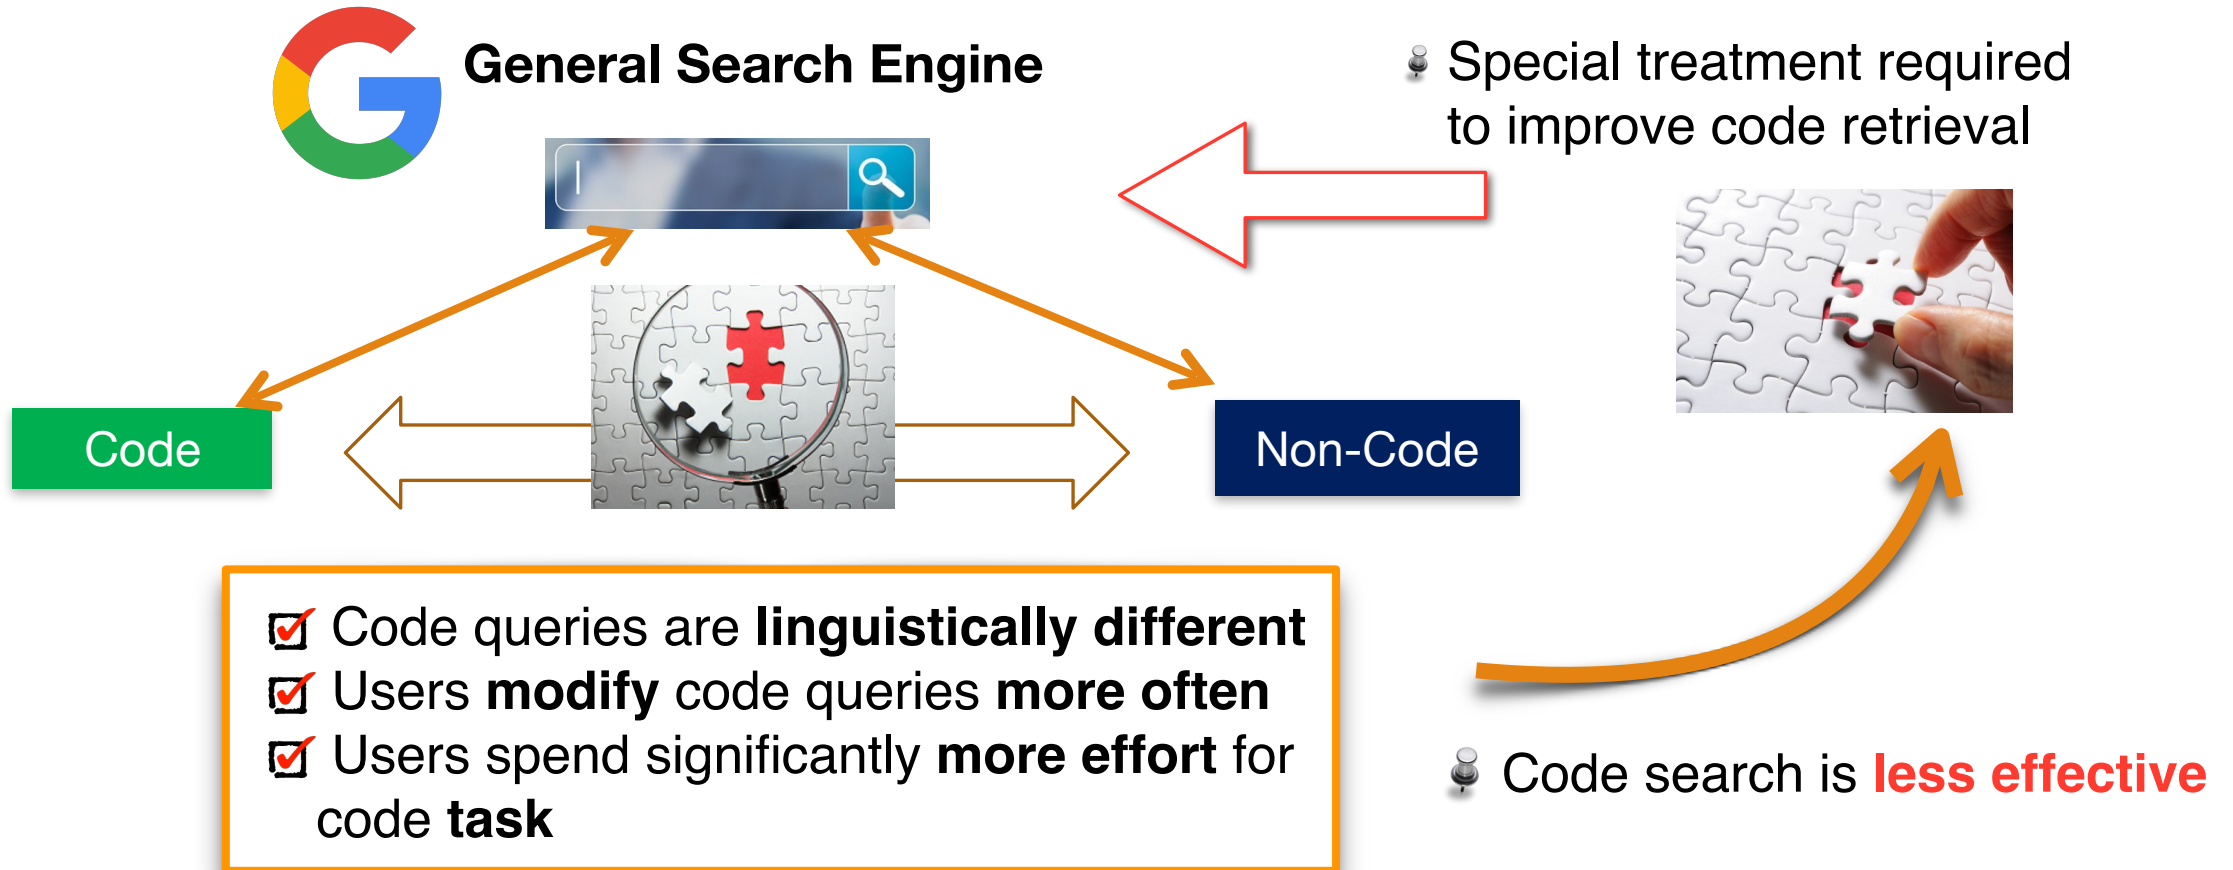 General Search Engine
Special treatment required
to improve code retrieval
Code
Non-Code
Code queries are linguistically different
Users modify code queries more often
Users spend significantly more effort for
code task
Code search is less effective